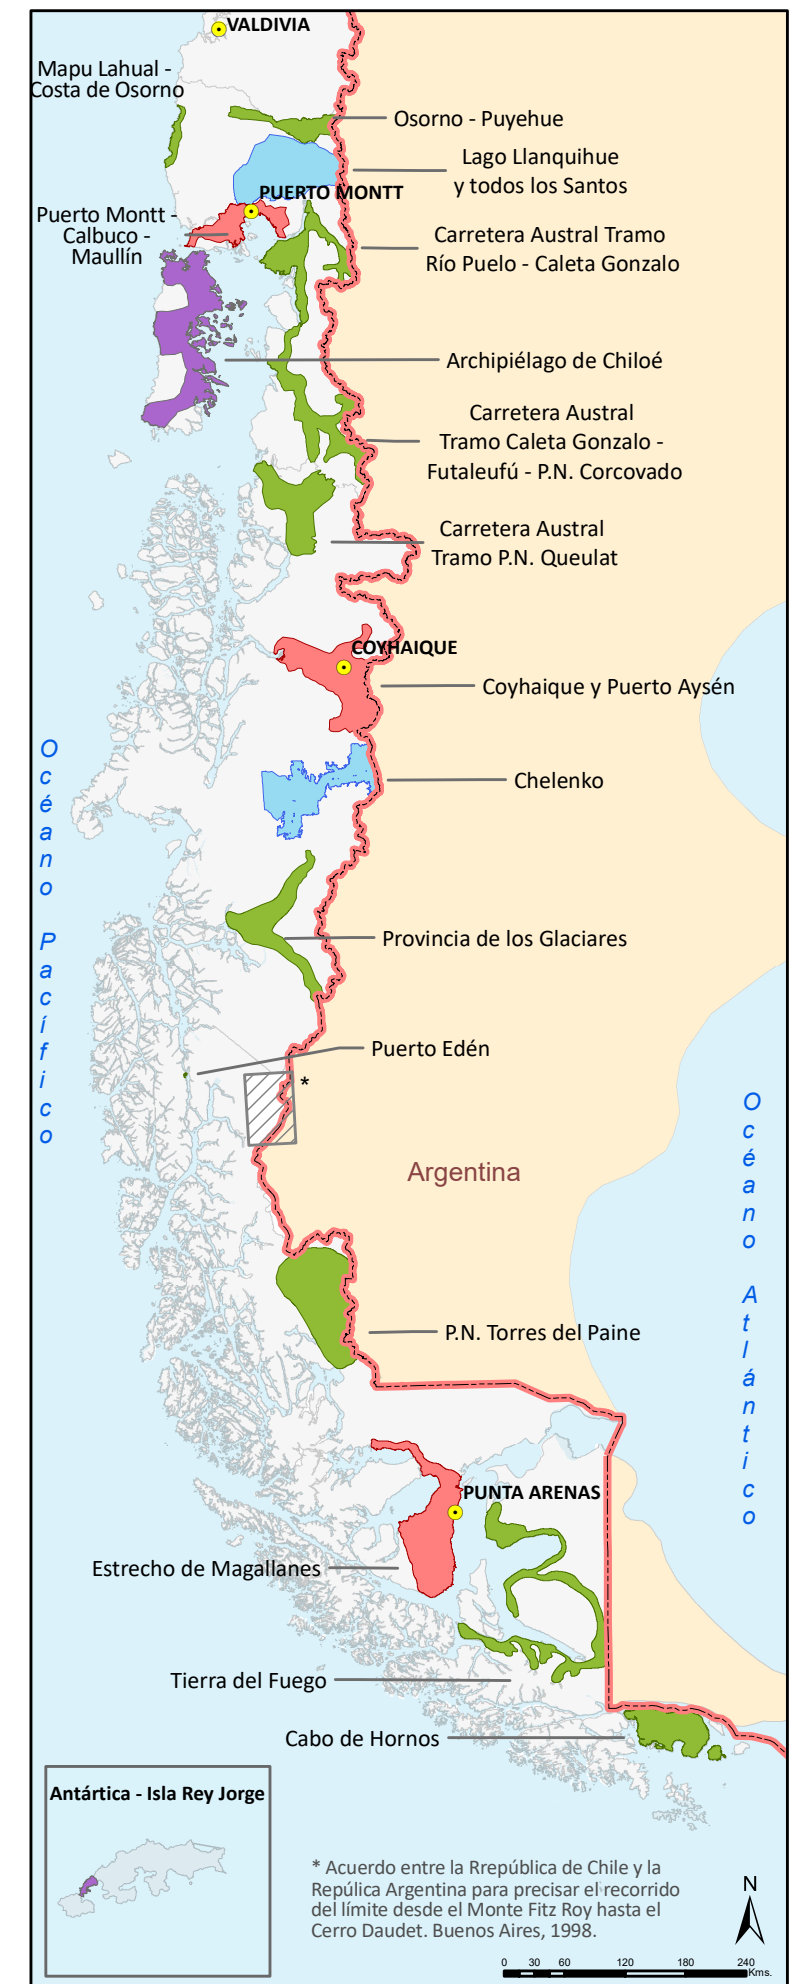 VALDIVIA
Mapu Lahual -
Costa de Osorno
Osorno - Puyehue
Lago Llanquihue
y todos los Santos
PUERTO MONTT
Puerto Montt -
Calbuco -
Maullín
Carretera Austral Tramo
Río Puelo - Caleta Gonzalo
Archipiélago de Chiloé
Carretera Austral
Tramo Caleta Gonzalo -
Futaleufú - P.N. Corcovado
Carretera Austral
Tramo P.N. Queulat
COYHAIQUE
Coyhaique y Puerto Aysén
Océano Pacífico
Chelenko
Provincia de los Glaciares
Puerto Edén
*
Océano Atlántico
Argentina
P.N. Torres del Paine
PUNTA ARENAS
Estrecho de Magallanes
Tierra del Fuego
Cabo de Hornos
Antártica - Isla Rey Jorge
* Acuerdo entre la Rrepública de Chile y la
Repúlica Argentina para precisar el recorrido
del límite desde el Monte Fitz Roy hasta el
Cerro Daudet. Buenos Aires, 1998.
N
0 30 60 120 180 240
Kms.